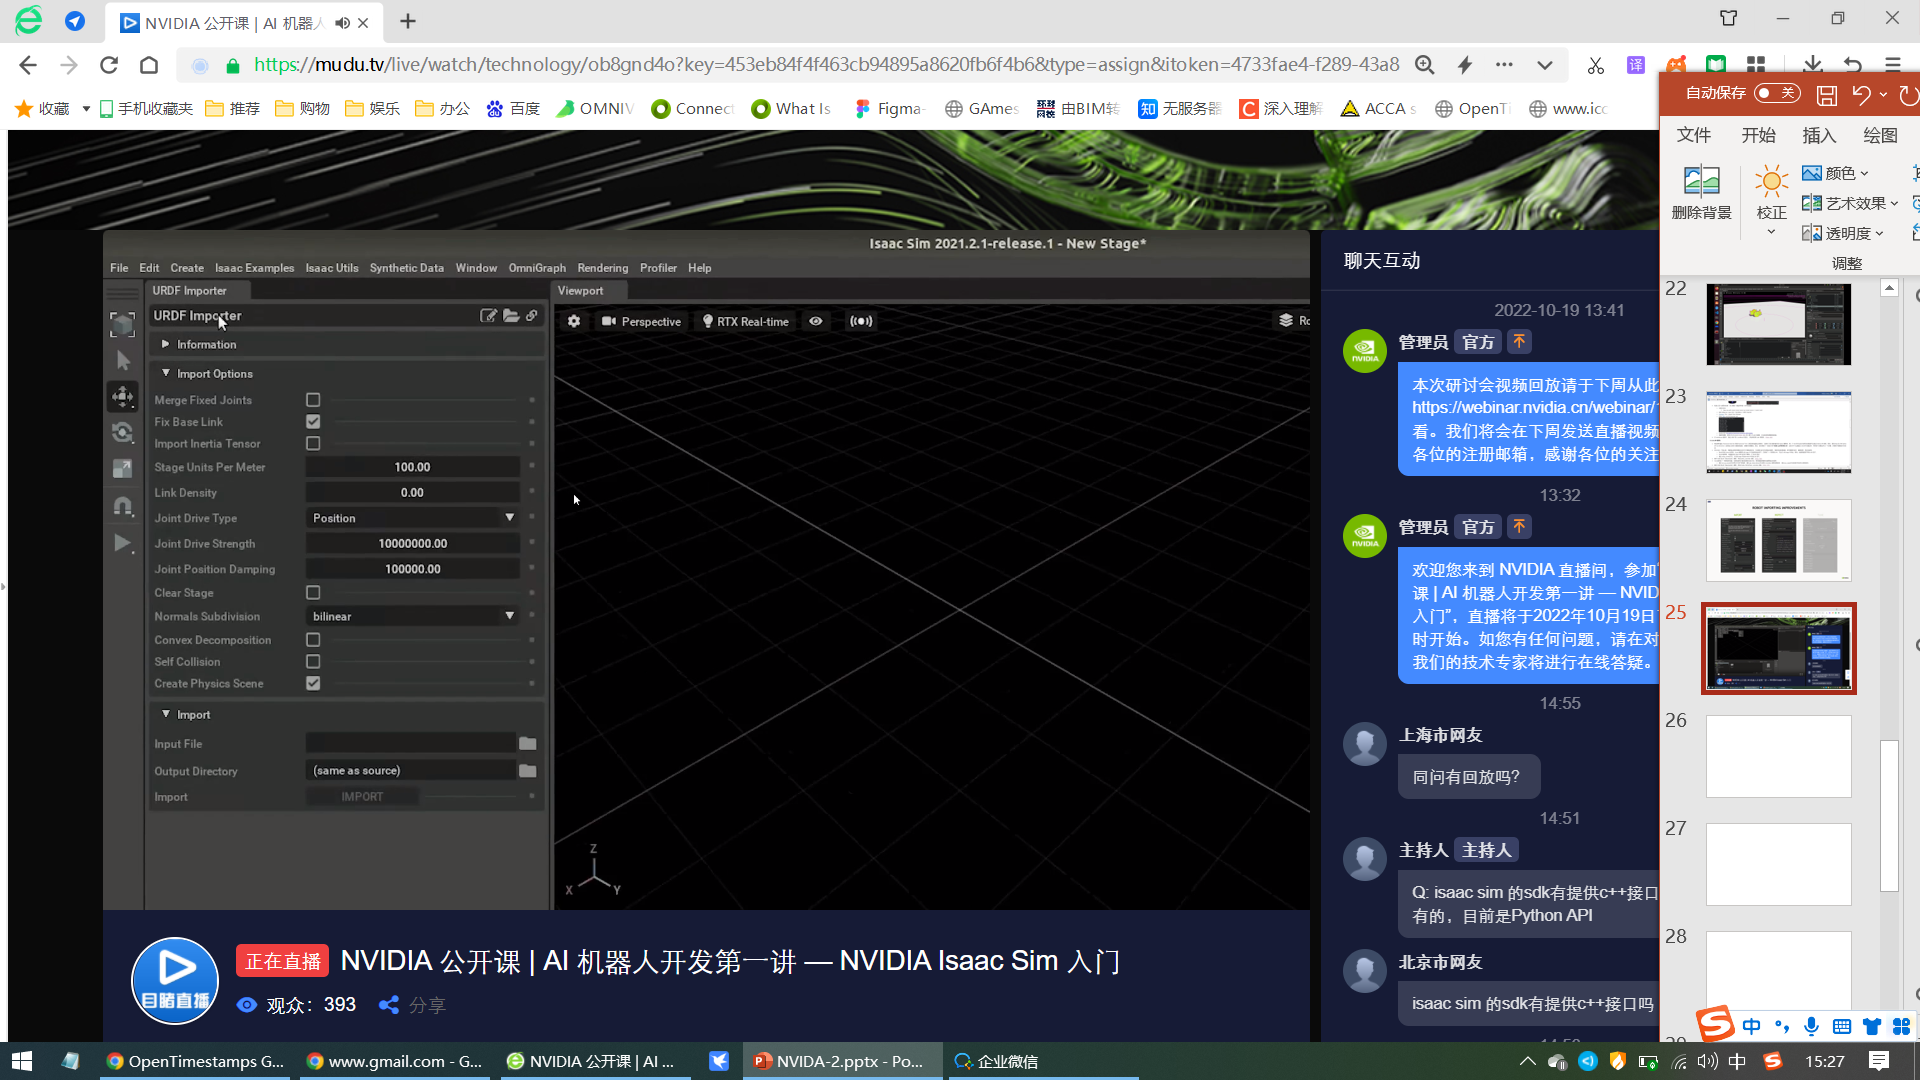 NVIDIA 公开课 | AI 机器人
https://mudu.tv/live/watch/technology/ob8gnd4o?key=453eb84f4f463cb94895a8620fb6f4b6&type=assign&itoken=4733fae4-f289-43a8
译
收藏 手机收藏夹 推荐 购物 娱乐 办公 百度 OMNIV Connect What Is Figma- GAmes 由BIM转 无服务器 深入理解 ACCA s OpenTi www.icc
自动保存 关
文件 开始 插入 绘图
删除背景 校正 颜色
艺术效果
透明度
调整
Isaac Sim 2021.2.1-release.1 - New Stage*
File Edit Create Isaac Examples Isaac Utils Synthetic Data Window OmniGraph Rendering Profiler Help
URDF Importer
Viewport
URDF Importer
Perspective RTX Real-time
Information
Import Options
Merge Fixed Joints
Fix Base Link
Import Inertia Tensor
Stage Units Per Meter 100.00
Link Density 0.00
Joint Drive Type Position
Joint Drive Strength 10000000.00
Joint Position Damping 100000.00
Clear Stage
Normals Subdivision bilinear
Convex Decomposition
Self Collision
Create Physics Scene
Import
Input File
Output Directory (same as source)
Import IMPORT
Z
X Y
聊天互动
2022-10-19 13:41
管理员 官方
本次研讨会视频回放请于下周从此
https://webinar.nvidia.cn/webinar/
看。我们将会在下周发送直播视频
各位的注册邮箱，感谢各位的关注
13:32
管理员 官方
欢迎您来到 NVIDIA 直播间，参加
课 | AI 机器人开发第一讲 — NVID
入门”，直播将于2022年10月19日
时开始。如您有任何问题，请在对
我们的技术专家将进行在线答疑。
14:55
上海市网友
同问有回放吗?
14:51
主持人 主持人
Q: isaac sim 的sdk有提供c++接口
有的，目前是Python API
北京市网友
isaac sim 的sdk有提供c++接口吗
22
23
24
25
26
27
28
目睹直播
正在直播 NVIDIA 公开课 | AI 机器人开发第一讲 — NVIDIA Isaac Sim 入门
观众：393 分享
中
OpenTimestamps G... www.gmail.com - G... NVIDIA 公开课 | AI ... NVIDA-2.pptx - Po... 企业微信
中 15:27